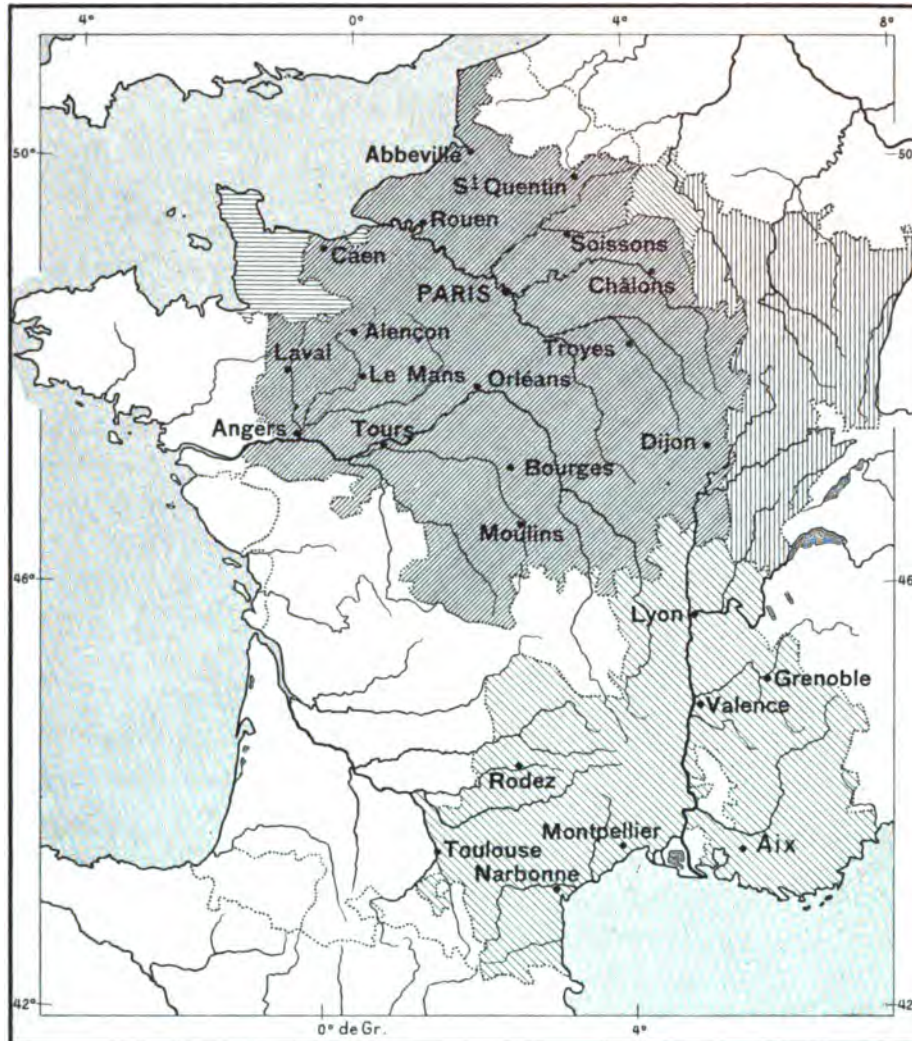 4° 0° 4° 8°
50° 50
Abbeville
Sᵗ Quentin
Rouen
Soissons
Caen
Châlons
PARIS
Alençon
Troyes
Laval
Le Mans
Orléans
Angers
Tours
Dijon
Bourges
Moulins
46° 46
Lyon
Grenoble
Valence
Rodez
Montpellier
Aix
Toulouse
Narbonne
42° 42
0° de Gr. 4°